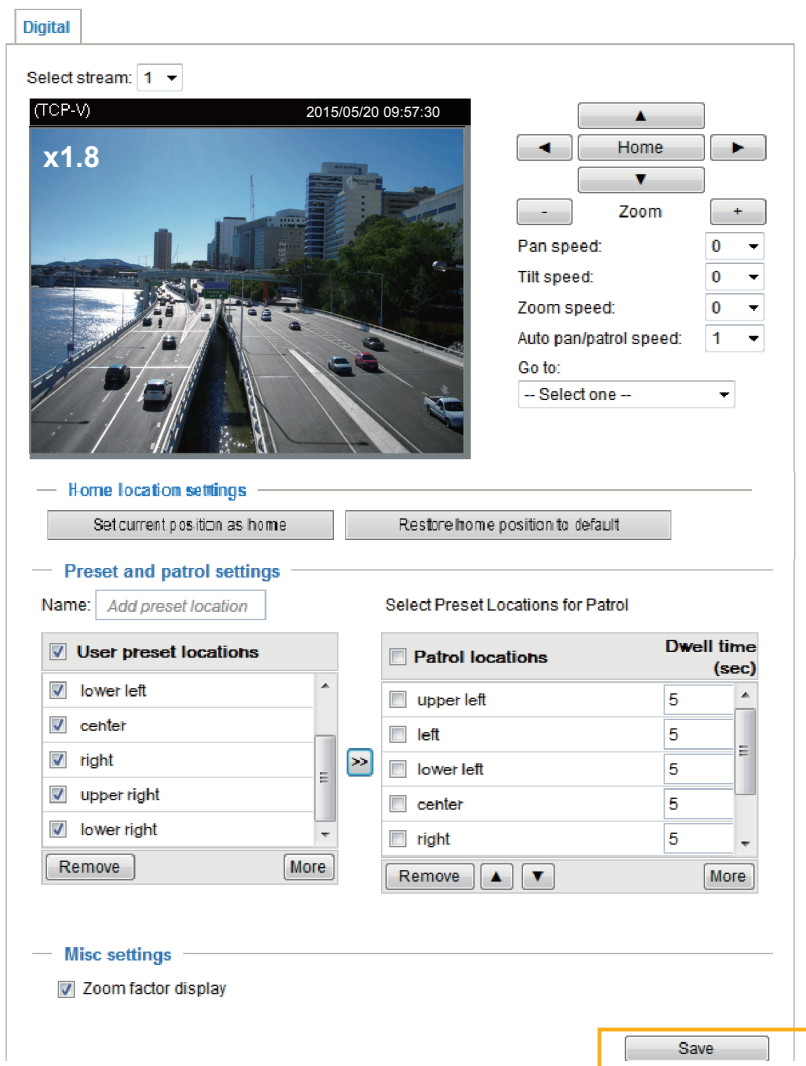 Digital
Select stream: 1
(TCP-V) 2015/05/20 09:57:30
x1.8
Home
- Zoom +
Pan speed: 0
Tilt speed: 0
Zoom speed: 0
Auto pan/patrol speed: 1
Go to:
-- Select one --
Home location settings
Set current position as home
Restore home position to default
Preset and patrol settings
Name: Add preset location
User preset locations
lower left
center
right
upper right
lower right
Remove More
>>
Select Preset Locations for Patrol
Patrol locations Dwell time (sec)
upper left 5
left 5
lower left 5
center 5
right 5
Remove More
Misc settings
Zoom factor display
Save